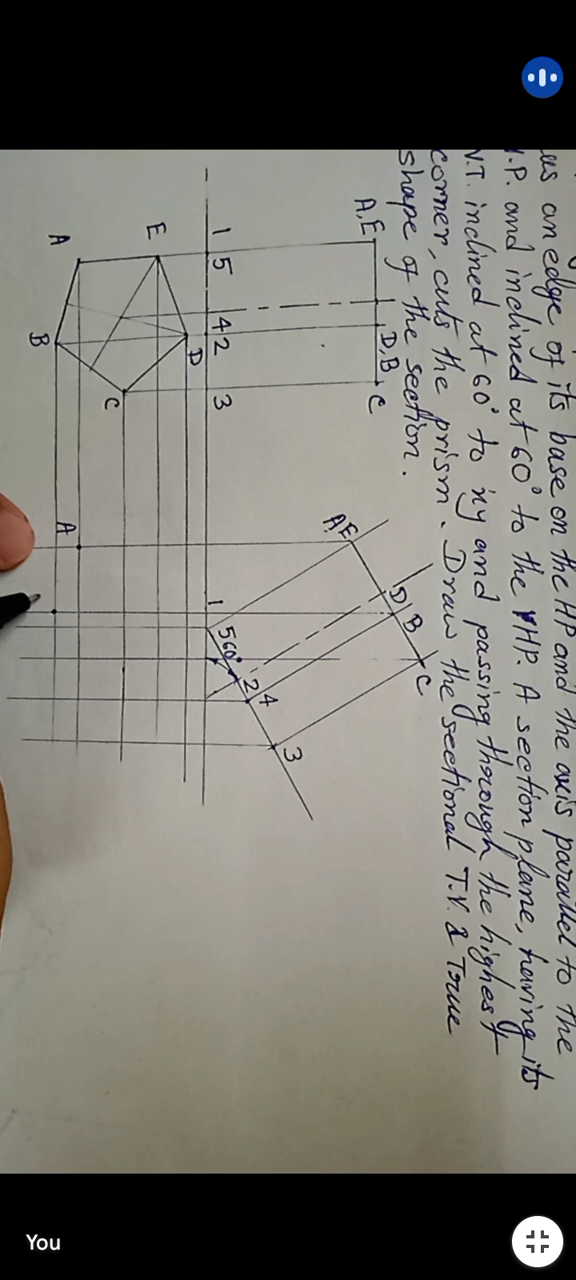 us an edge of its base on the HP and the axis parallel to the
V.P. and inclined at 60° to the HP. A section plane, having its
V.T. inclined at 60° to xy and passing through the highest
corner, cuts the prism. Draw the sectional T.V. & True
shape of the section.
A,E
D,B
C
1
5
4
2
3
E
A
D
B
C
A,E
D,B
C
1
5
60°
2
4
3
A
You